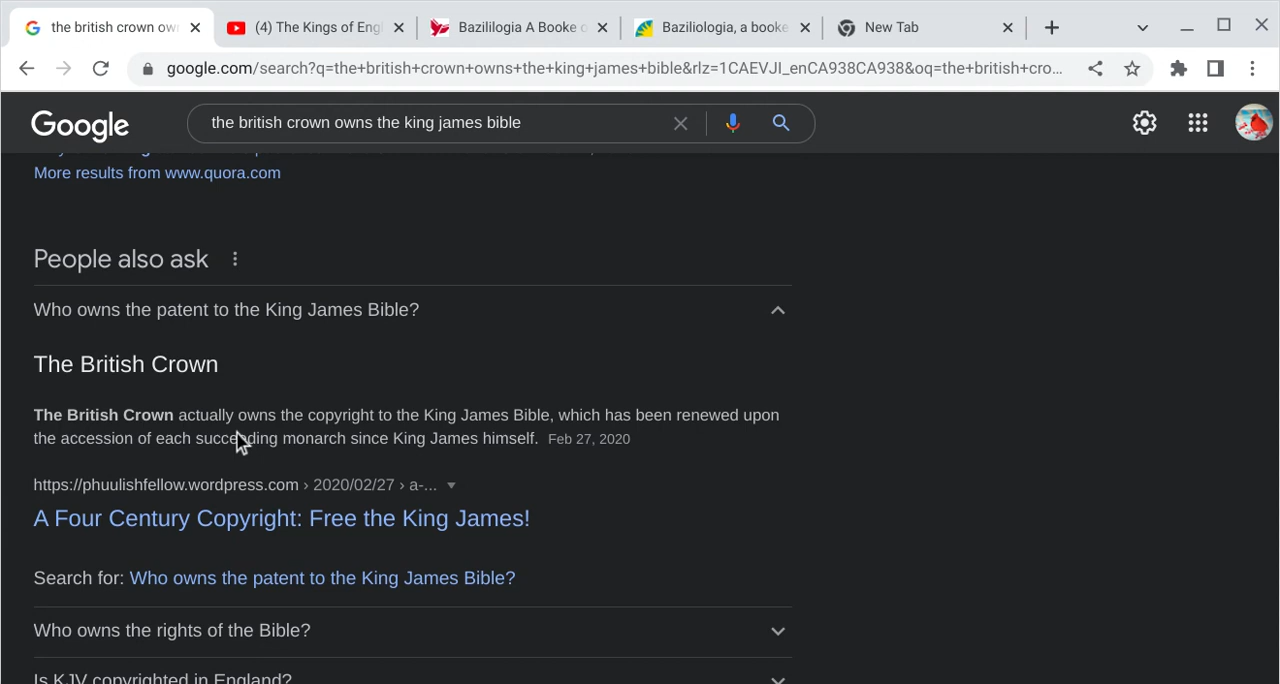 the british crown own
(4) The Kings of Engl
Bazililogia A Booke o
Baziliologia, a booke
New Tab
google.com/search?q=the+british+crown+owns+the+king+james+bible&rlz=1CAEVJI_enCA938CA938&oq=the+british+cro...
Google
the british crown owns the king james bible
More results from www.quora.com
People also ask
Who owns the patent to the King James Bible?
The British Crown
The British Crown actually owns the copyright to the King James Bible, which has been renewed upon
the accession of each succeeding monarch since King James himself. Feb 27, 2020
https://phuulishfellow.wordpress.com › 2020/02/27 › a-...
A Four Century Copyright: Free the King James!
Search for: Who owns the patent to the King James Bible?
Who owns the rights of the Bible?
Is KJV copyrighted in England?